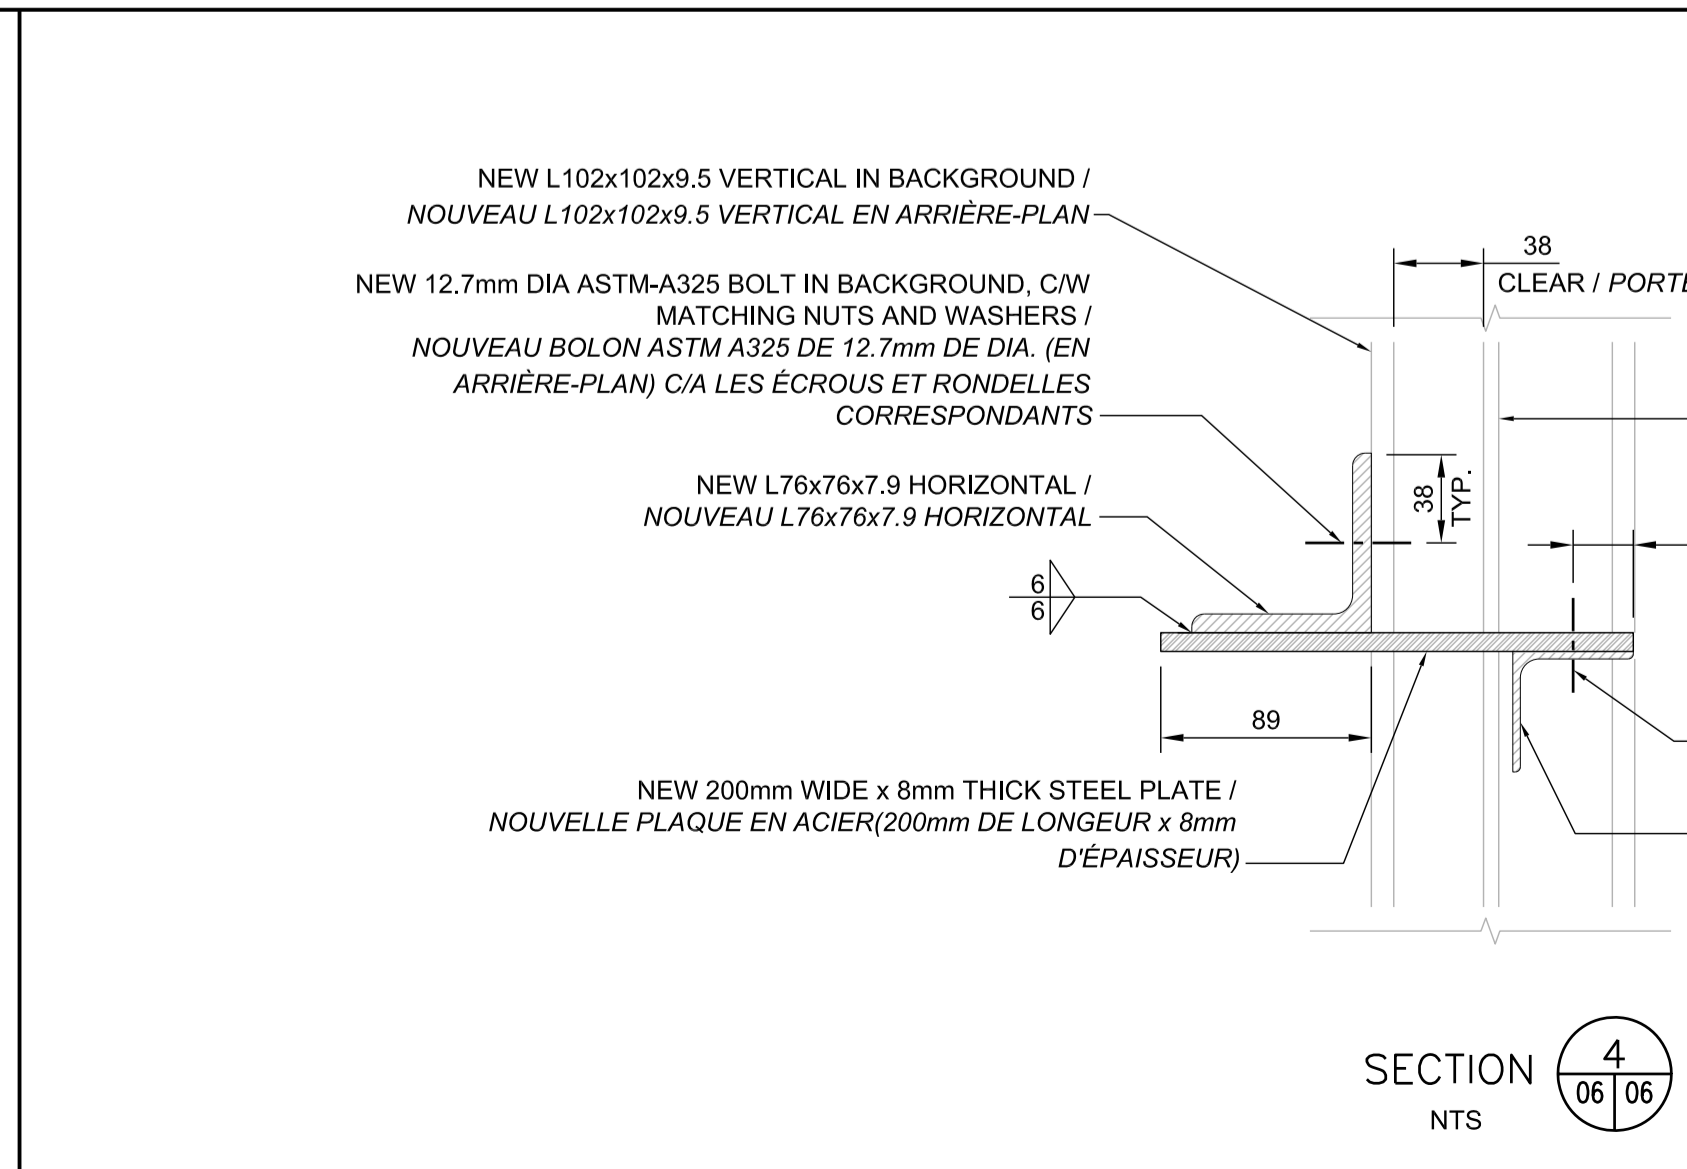 NEW L102x102x9.5 VERTICAL IN BACKGROUND /
NOUVEAU L102x102x9.5 VERTICAL EN ARRIÈRE-PLAN
NEW 12.7mm DIA ASTM-A325 BOLT IN BACKGROUND, C/W
MATCHING NUTS AND WASHERS /
NOUVEAU BOLON ASTM A325 DE 12.7mm DE DIA. (EN
ARRIÈRE-PLAN) C/A LES ÉCROUS ET RONDELLES
CORRESPONDANTS
NEW L76x76x7.9 HORIZONTAL /
NOUVEAU L76x76x7.9 HORIZONTAL
6
6
38
CLEAR /
38
TYP.
89
NEW 200mm WIDE x 8mm THICK STEEL PLATE /
NOUVELLE PLAQUE EN ACIER(200mm DE LONGEUR x 8mm
D'ÉPAISSEUR)
SECTION
NTS
4
06 06